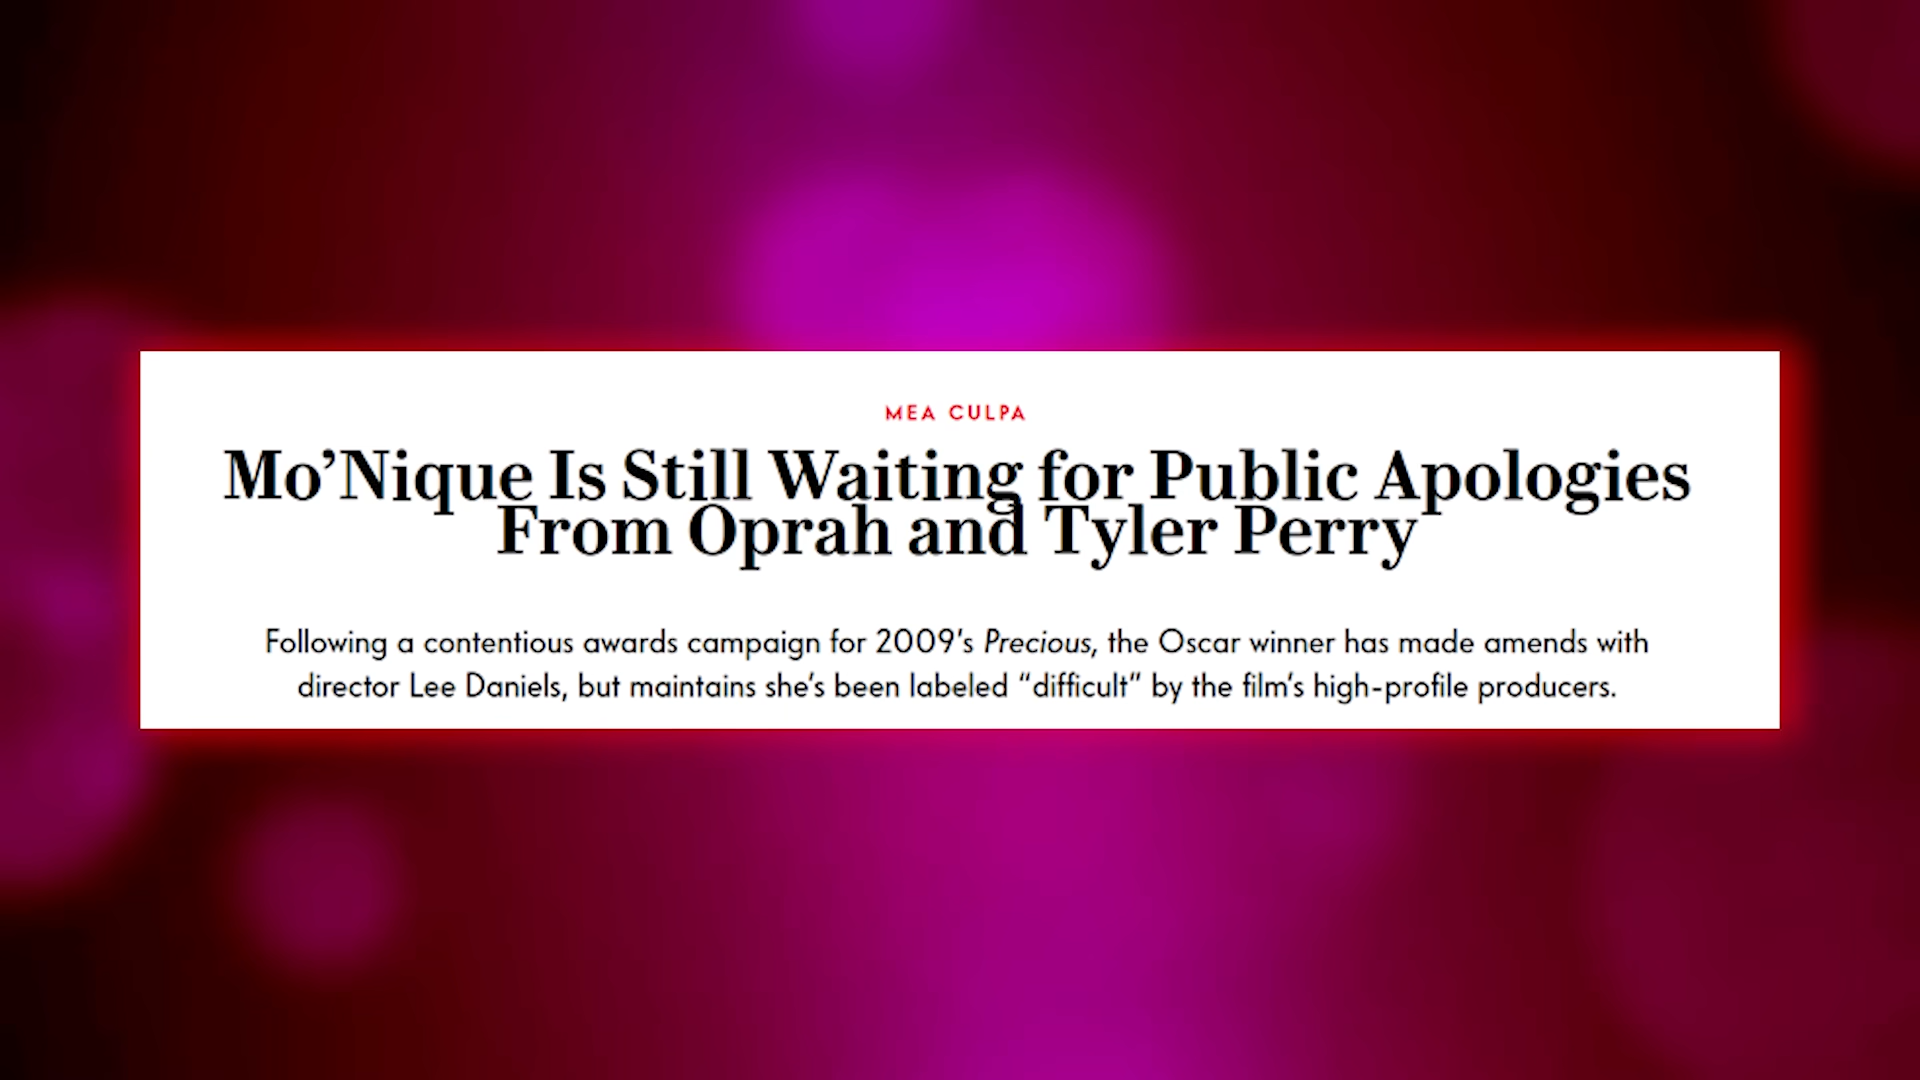 MEA CULPA
Mo’Nique Is Still Waiting for Public Apologies
From Oprah and Tyler Perry
Following a contentious awards campaign for 2009’s Precious, the Oscar winner has made amends with
director Lee Daniels, but maintains she’s been labeled “difficult” by the film’s high-profile producers.